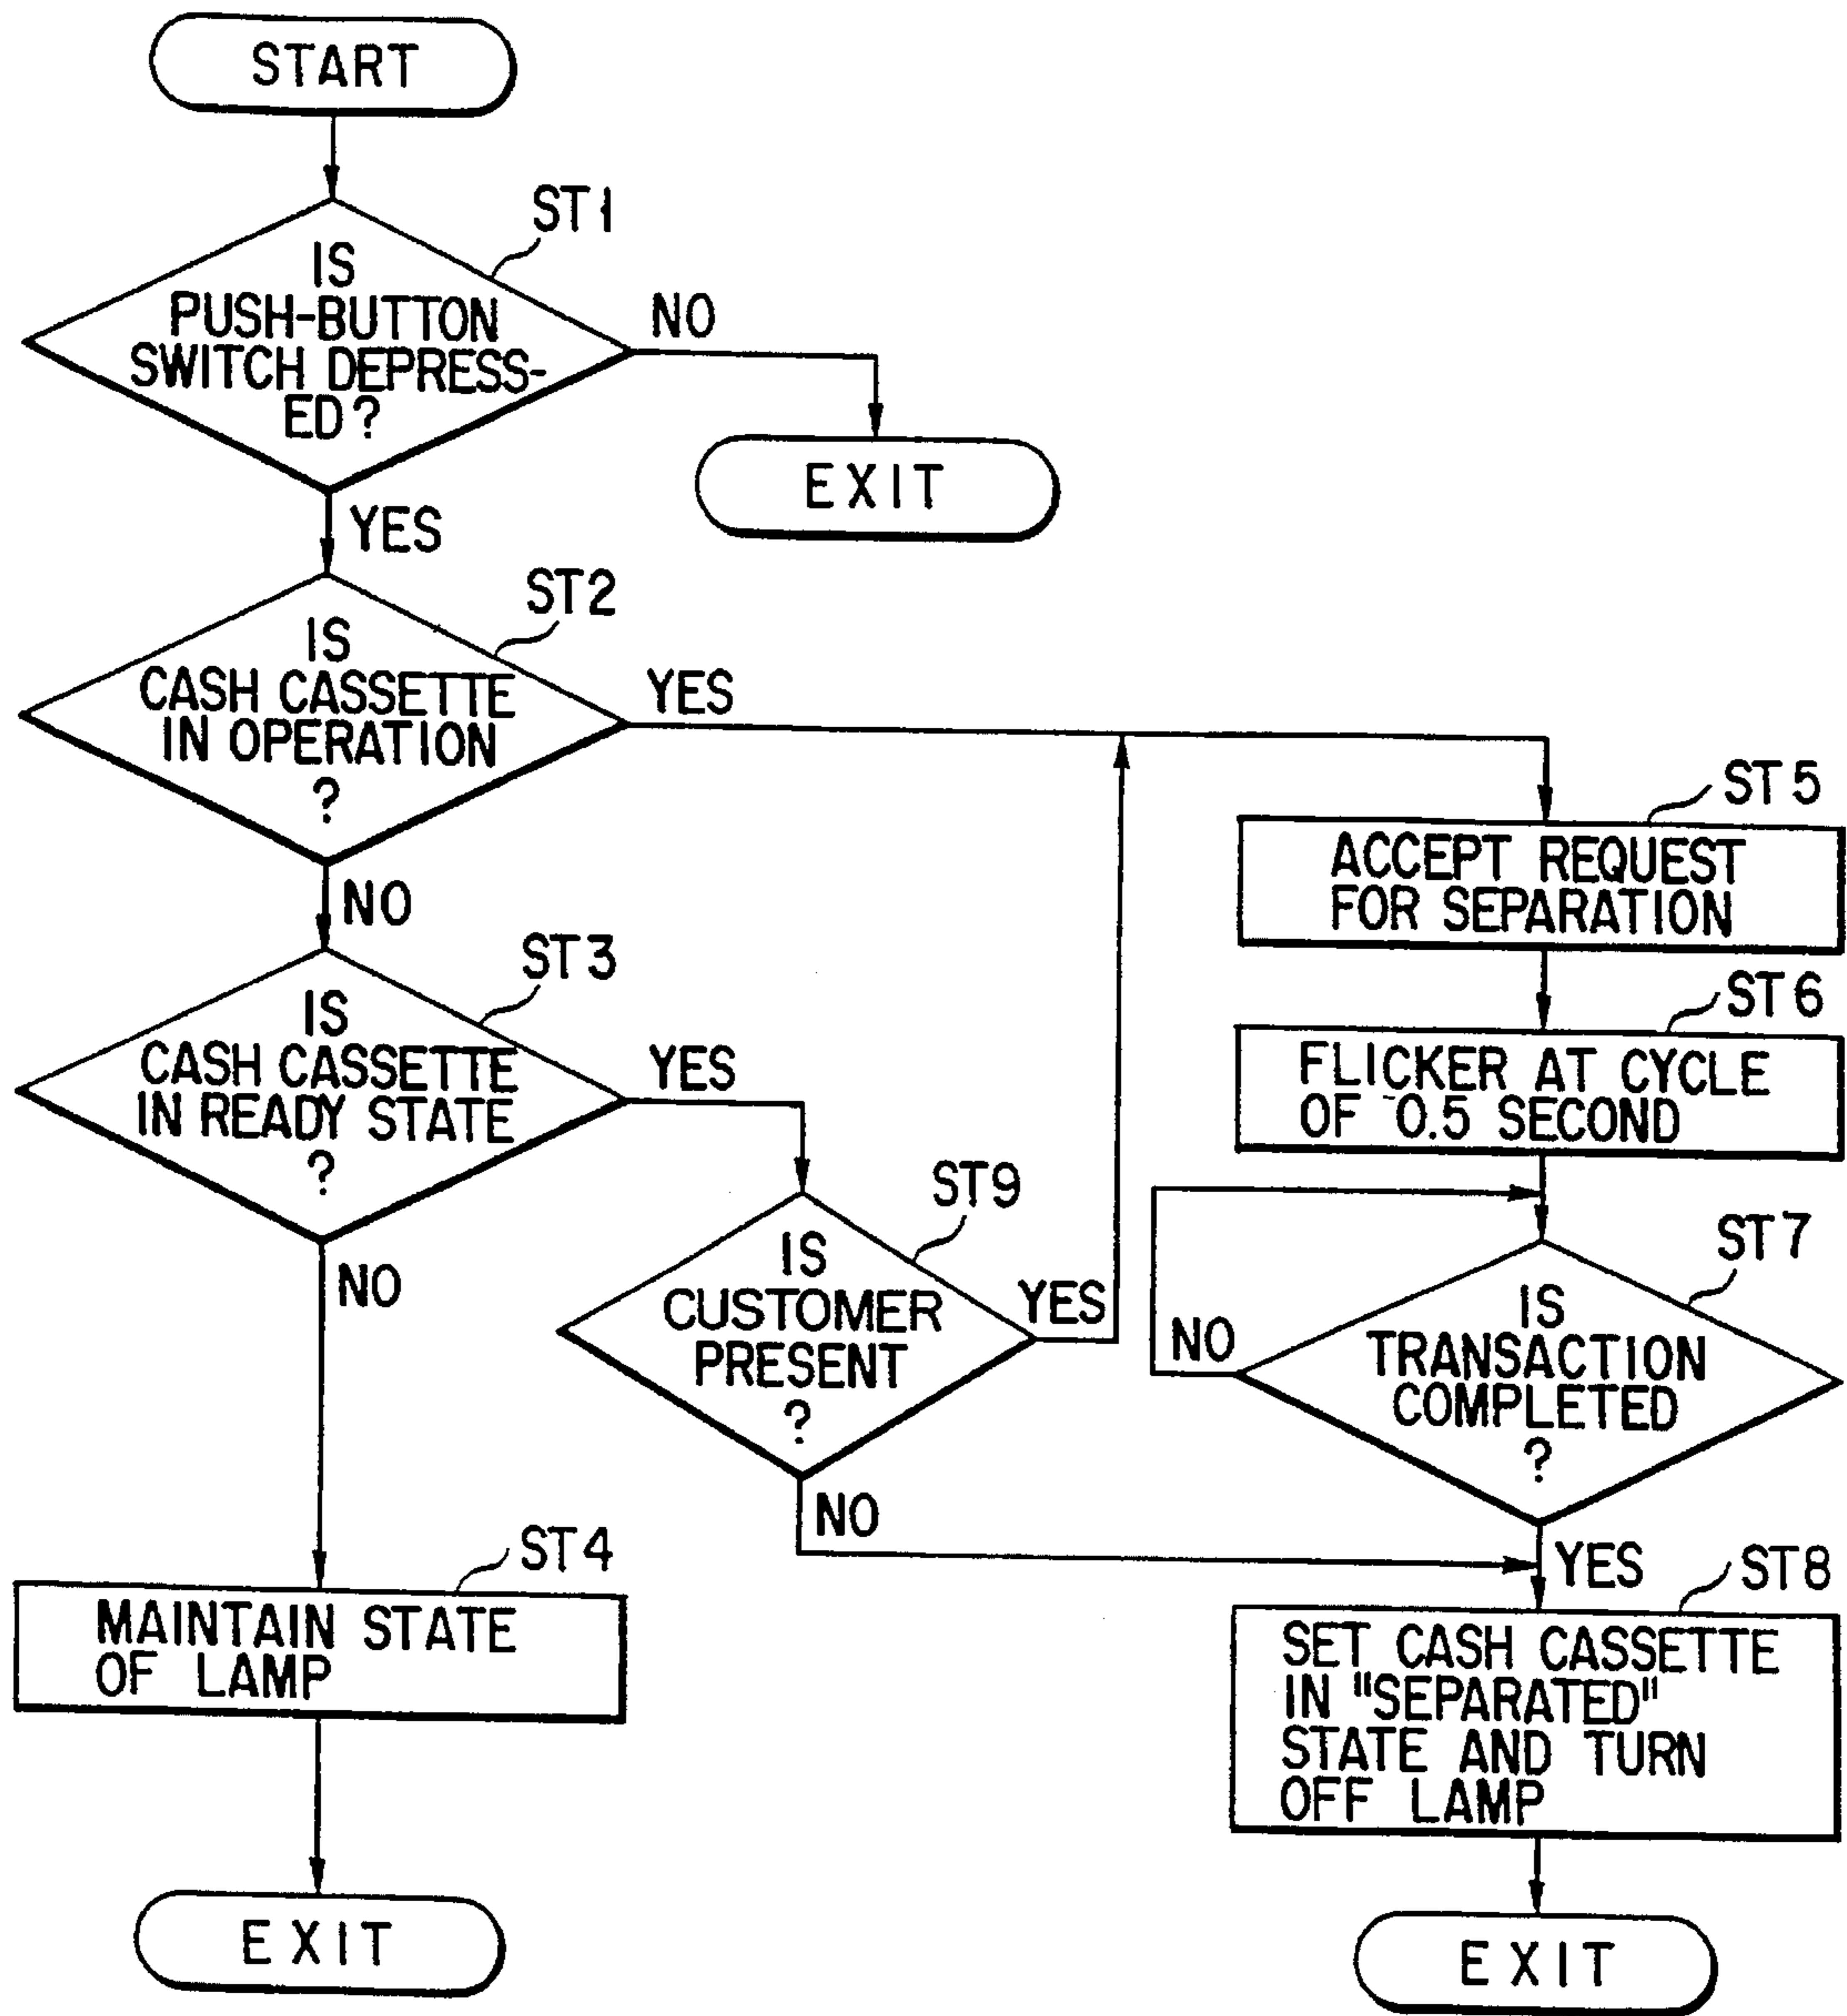 START
ST1
IS
PUSH-BUTTON
SWITCH DEPRESS-
ED?
NO
EXIT
YES
ST2
IS
CASH CASSETTE
IN OPERATION
?
YES
NO
ST3
IS
CASH CASSETTE
IN READY STATE
?
YES
NO
ST9
IS
CUSTOMER
PRESENT
?
YES
NO
ST4
MAINTAIN STATE
OF LAMP
EXIT
ST5
ACCEPT REQUEST
FOR SEPARATION
ST6
FLICKER AT CYCLE
OF 0.5 SECOND
ST7
IS
TRANSACTION
COMPLETED
?
NO
YES
ST8
SET CASH CASSETTE
IN "SEPARATED"
STATE AND TURN
OFF LAMP
EXIT